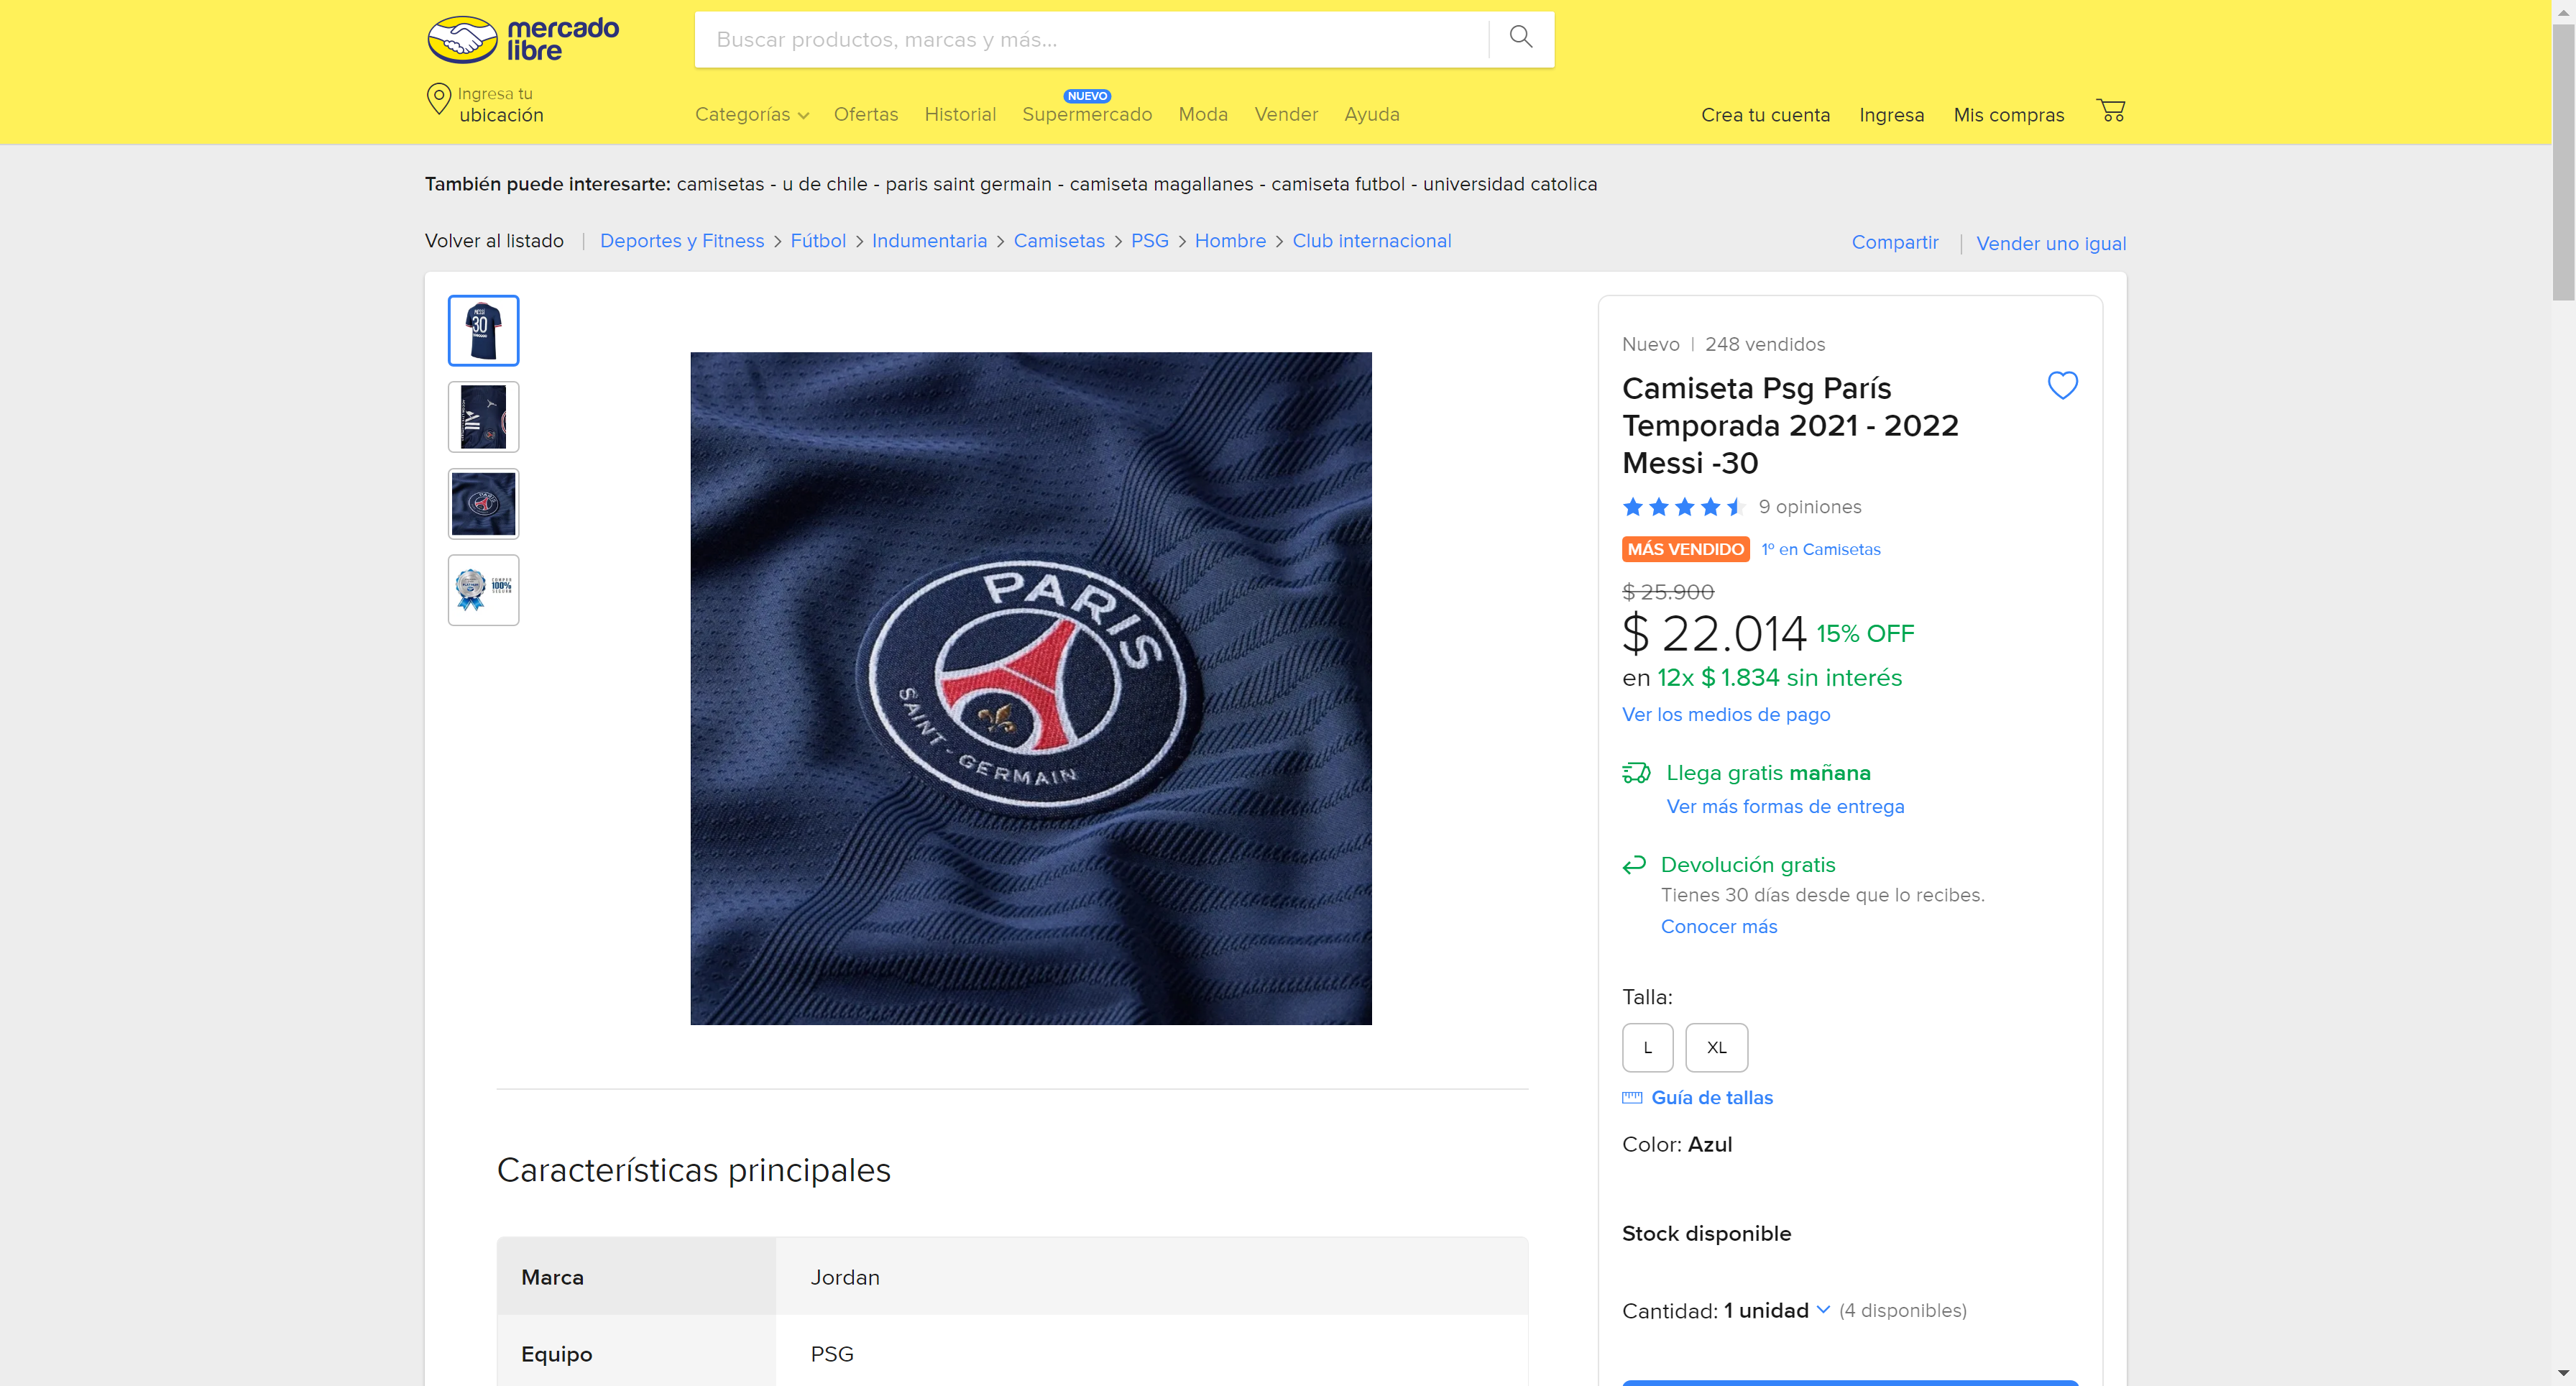 mercado
libre
Buscar productos, marcas y más...
Ingresa tu
ubicación
Categorías
Ofertas
Historial
NUEVO
Supermercado
Moda
Vender
Ayuda
Crea tu cuenta
Ingresa
Mis compras
También puede interesarte: camisetas - u de chile - paris saint germain - camiseta magallanes - camiseta futbol - universidad catolica
Volver al listado | Deportes y Fitness > Fútbol > Indumentaria > Camisetas > PSG > Hombre > Club internacional
Compartir | Vender uno igual
MESSI
30
COMPRA
100%
SEGURA
PARIS
SAINT-GERMAIN
Nuevo | 248 vendidos
Camiseta Psg París
Temporada 2021 - 2022
Messi -30
9 opiniones
MÁS VENDIDO 1º en Camisetas
$ 25.900
$ 22.014 15% OFF
en 12x $ 1.834 sin interés
Ver los medios de pago
Llega gratis mañana
Ver más formas de entrega
Devolución gratis
Tienes 30 días desde que lo recibes.
Conocer más
Talla:
L
XL
Guía de tallas
Color: Azul
Stock disponible
Cantidad: 1 unidad (4 disponibles)
Características principales
Marca Jordan
Equipo PSG